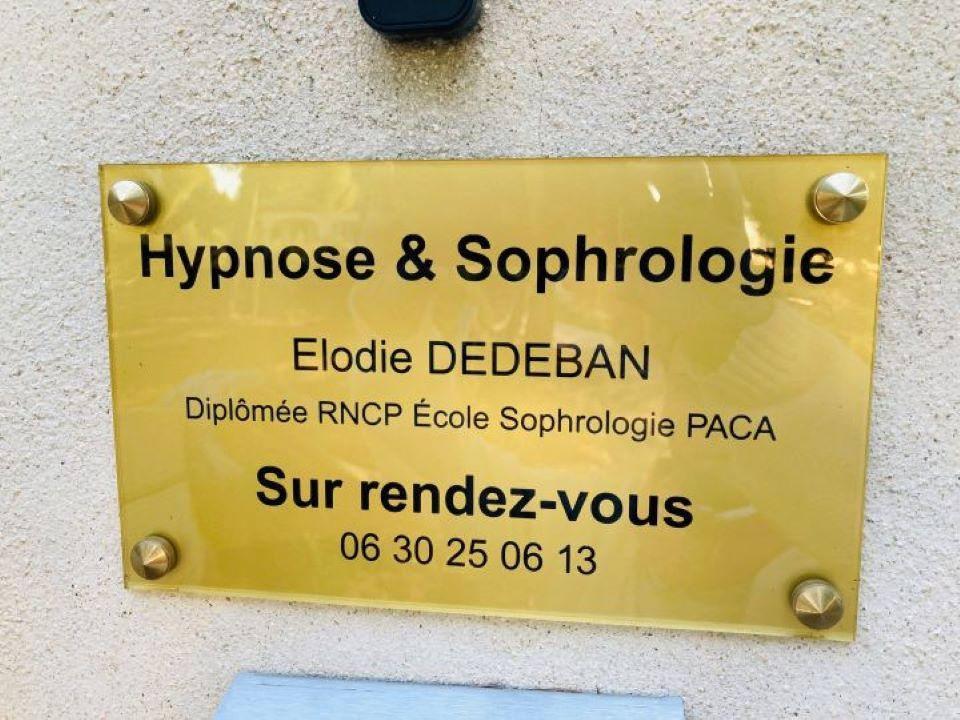 Hypnose & Sophrologie
Elodie DEDEBAN
Diplômée RNCP École Sophrologie PACA
Sur rendez-vous
06 30 25 06 13